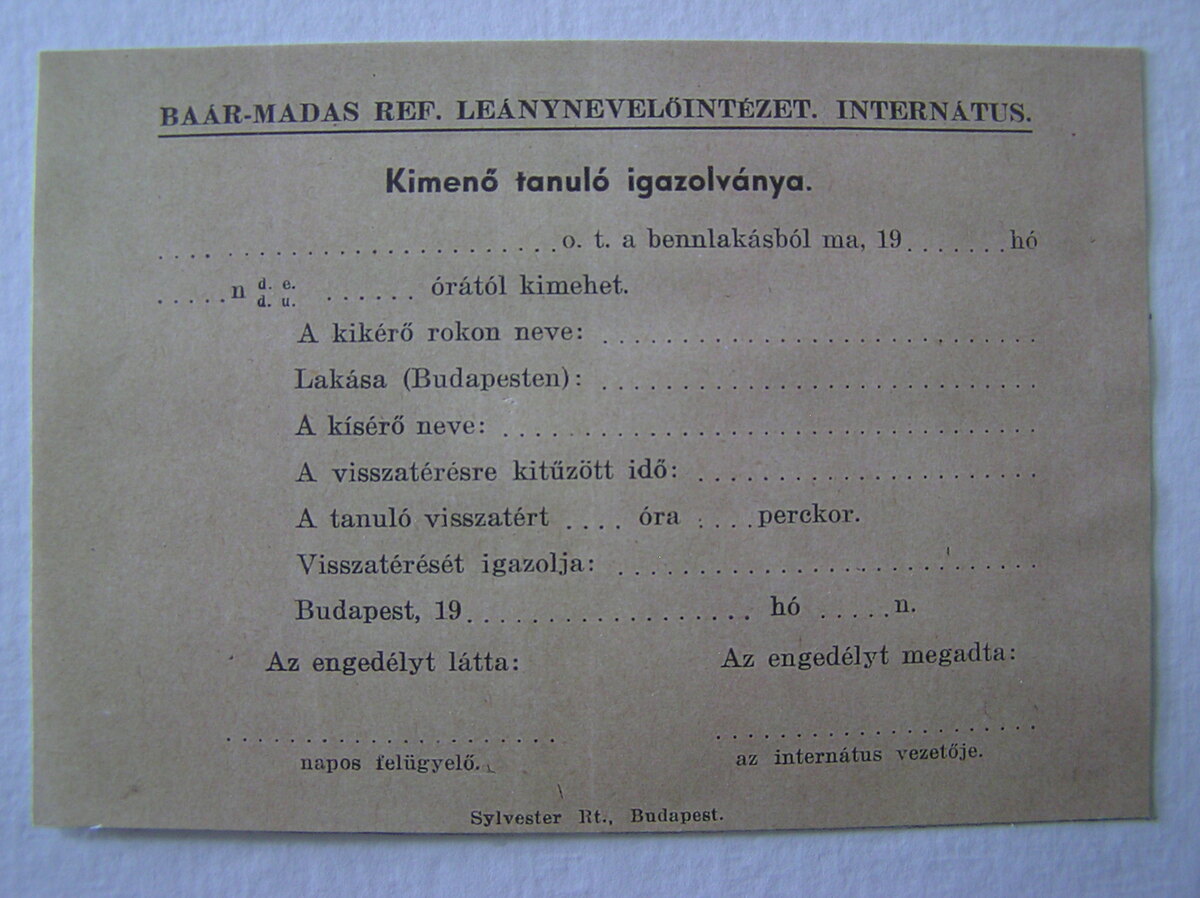 BAÁR-MADAS REF. LEÁNYNEVELŐINTÉZET. INTERNÁTUS.
Kimenő tanuló igazolványa.
. . . . . . . . . . . . . . . . . . . . . . . . . o. t. a bennlakásból ma, 19 . . . . . . . hó
. . . . . n d. e. d. u. . . . . . . órától kimehet.
A kikérő rokon neve: . . . . . . . . . . . . . . . . . . . . . . . . . . . . .
Lakása (Budapesten): . . . . . . . . . . . . . . . . . . . . . . . . . . . . .
A kísérő neve: . . . . . . . . . . . . . . . . . . . . . . . . . . . . . . . . . . .
A visszatérésre kitűzött idő: . . . . . . . . . . . . . . . . . . . . . . .
A tanuló visszatért . . . . óra . . . . perckor.
Visszatérését igazolja: . . . . . . . . . . . . . . . . . . . . . . . . . . . .
Budapest, 19 . . . . . . . . . . . . . . . . . . . hó . . . . . n.
Az engedélyt látta: Az engedélyt megadta:
. . . . . . . . . . . . . . . . . . . . . . . . . . . . . . . . . . . . . . . . . . .
napos felügyelő. az internátus vezetője.
Sylvester Rt., Budapest.